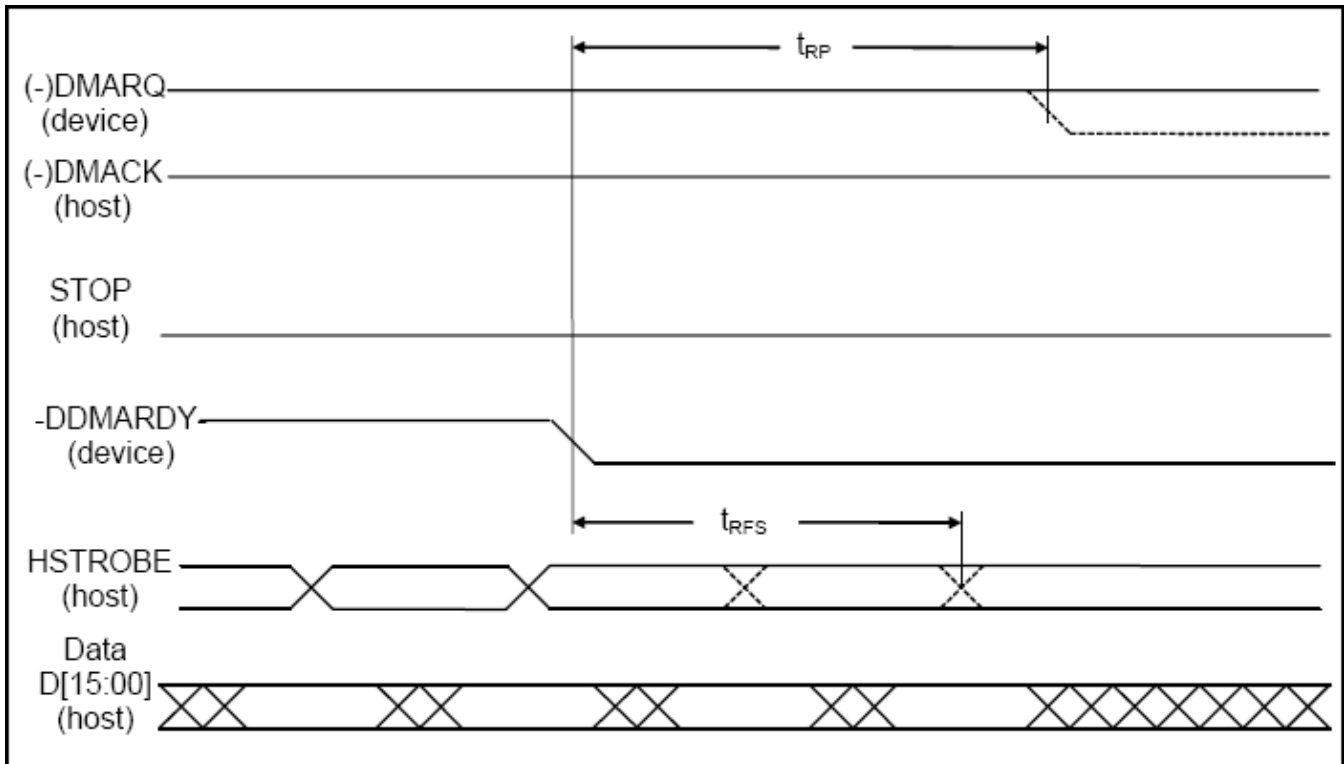 tRP
(-)DMARQ
(device)
(-)DMACK
(host)
STOP
(host)
-DDMARDY
(device)
tRFS
HSTROBE
(host)
Data
D[15:00]
(host)